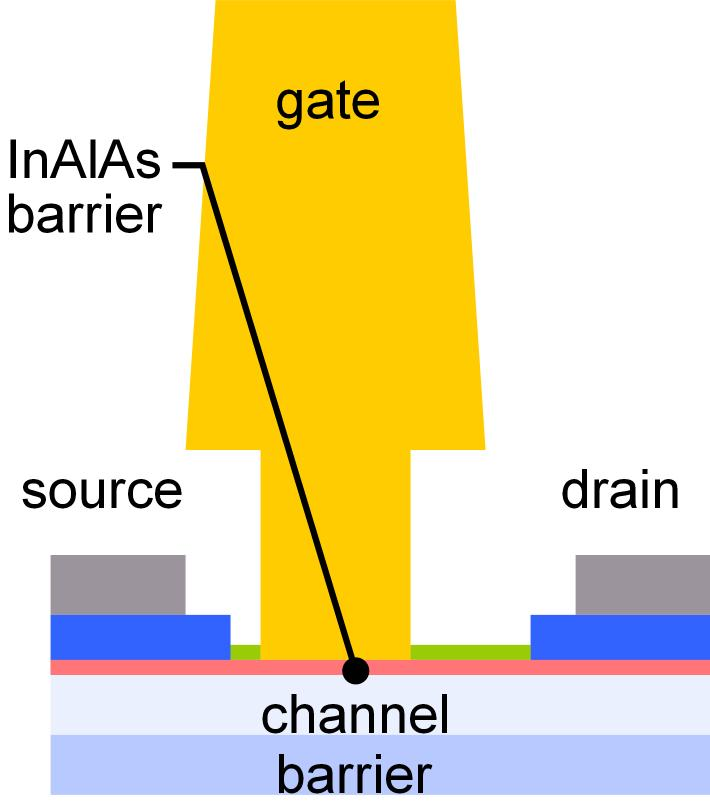 gate
InAlAs
barrier
source
drain
channel
barrier